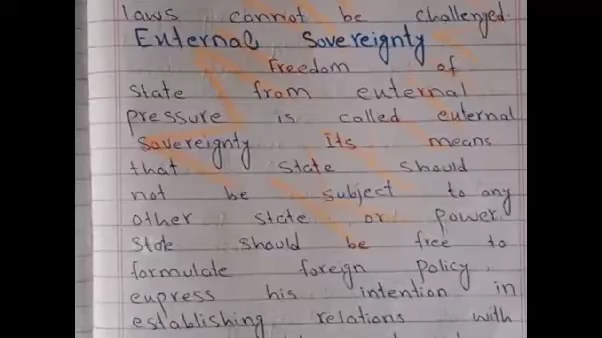 laws cannot be challenged.
External Sovereignty
Freedom of
state from external
pressure is called external
sovereignty Its means
that state should
not be subject to any
other state or power.
State should be free to
formulate foregn policy,
express his intention in
establishing relations with